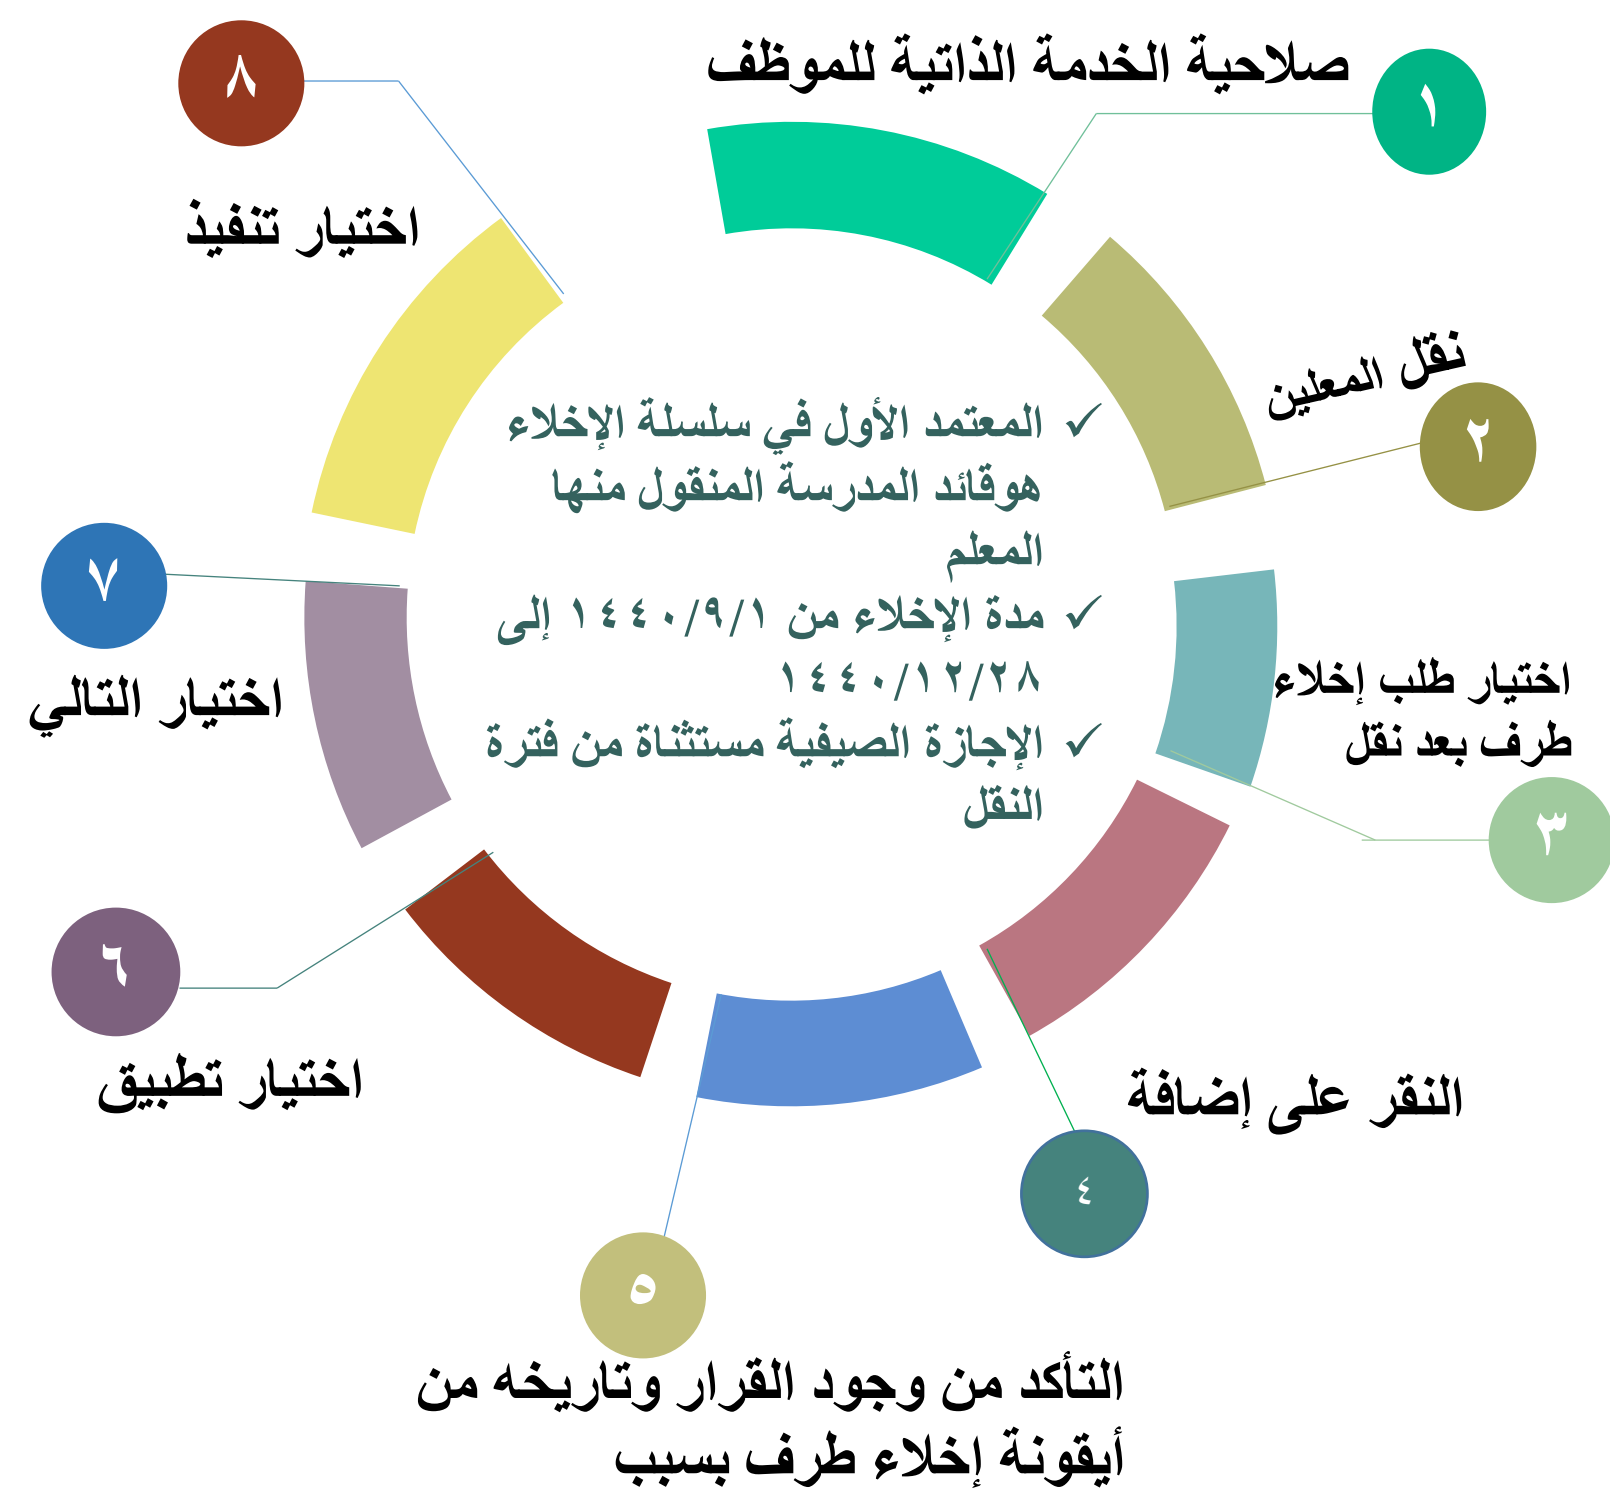 ١
صلاحية الخدمة الذاتية للموظف
٢
نقل المعلين
٣
اختيار طلب إخلاء
طرف بعد نقل
٤
النقر على إضافة
٥
التأكد من وجود القرار وتاريخه من
أيقونة إخلاء طرف بسبب
٦
اختيار تطبيق
٧
اختيار التالي
٨
اختيار تنفيذ
✓ المعتمد الأول في سلسلة الإخلاء
هوقائد المدرسة المنقول منها
المعلم
✓ مدة الإخلاء من ١٤٤٠/٩/١ إلى
١٤٤٠/١٢/٢٨
✓ الإجازة الصيفية مستثناة من فترة
النقل